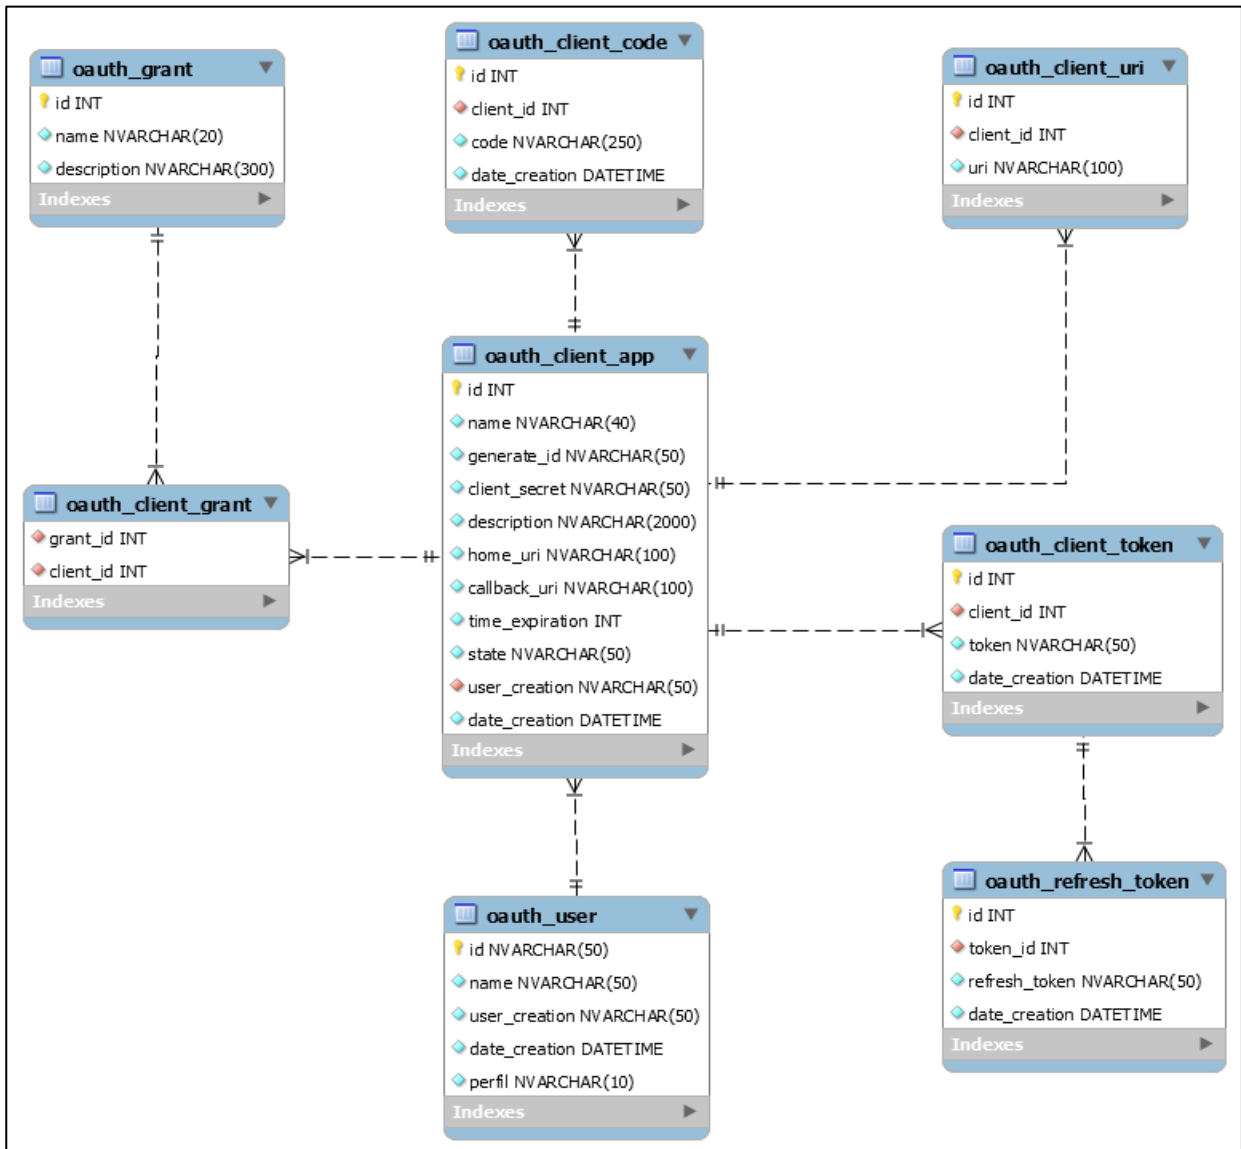 oauth_grant
id INT
name NVARCHAR(20)
description NVARCHAR(300)
Indexes
oauth_client_code
id INT
client_id INT
code NVARCHAR(250)
date_creation DATETIME
Indexes
oauth_client_uri
id INT
client_id INT
uri NVARCHAR(100)
Indexes
oauth_client_app
id INT
name NVARCHAR(40)
generate_id NVARCHAR(50)
client_secret NVARCHAR(50)
description NVARCHAR(2000)
home_uri NVARCHAR(100)
callback_uri NVARCHAR(100)
time_expiration INT
state NVARCHAR(50)
user_creation NVARCHAR(50)
date_creation DATETIME
Indexes
oauth_client_grant
grant_id INT
client_id INT
Indexes
oauth_client_token
id INT
client_id INT
token NVARCHAR(50)
date_creation DATETIME
Indexes
oauth_user
id NVARCHAR(50)
name NVARCHAR(50)
user_creation NVARCHAR(50)
date_creation DATETIME
perfil NVARCHAR(10)
Indexes
oauth_refresh_token
id INT
token_id INT
refresh_token NVARCHAR(50)
date_creation DATETIME
Indexes